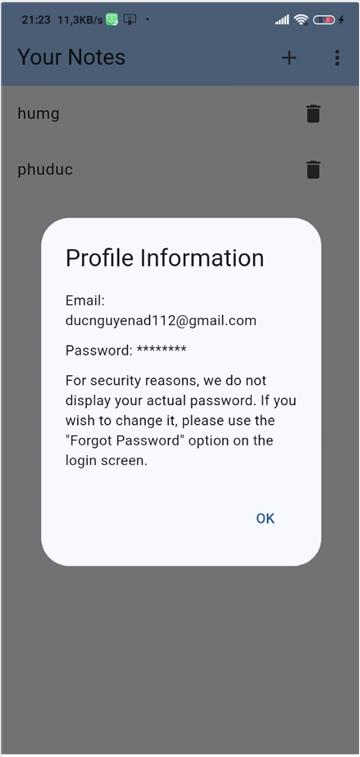 21:23 11,3KB/s
Your Notes
humg
phuduc
Profile Information
Email:
ducnguyenad112@gmail.com
Password: ********
For security reasons, we do not
display your actual password. If you
wish to change it, please use the
"Forgot Password" option on the
login screen.
OK